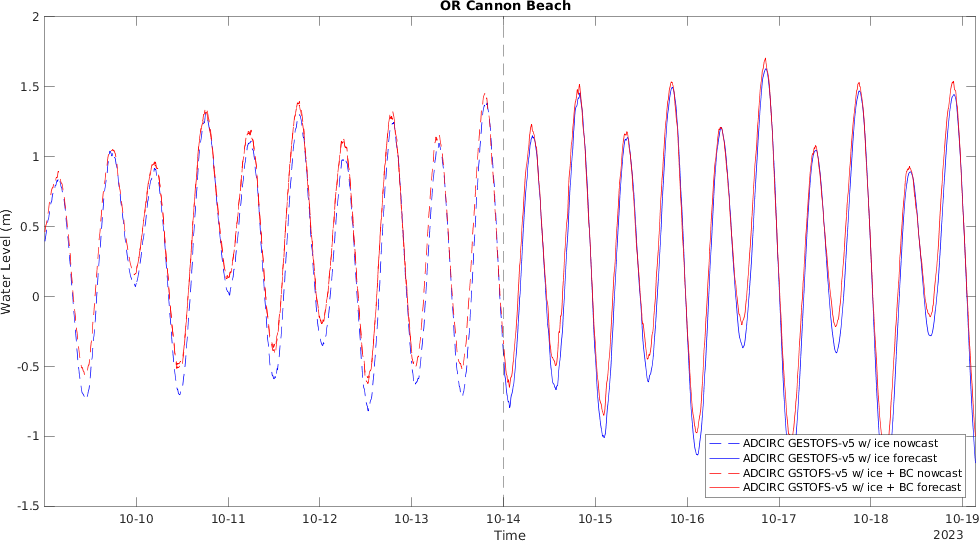 OR Cannon Beach
2
1.5
1
0.5
0
-0.5
-1
-1.5
Water Level (m)
ADCIRC GESTOFS-v5 w/ ice nowcast
ADCIRC GESTOFS-v5 w/ ice forecast
ADCIRC GSTOFS-v5 w/ ice + BC nowcast
ADCIRC GSTOFS-v5 w/ ice + BC forecast
10-10 10-11 10-12 10-13 10-14 10-15 10-16 10-17 10-18 10-19
Time
2023